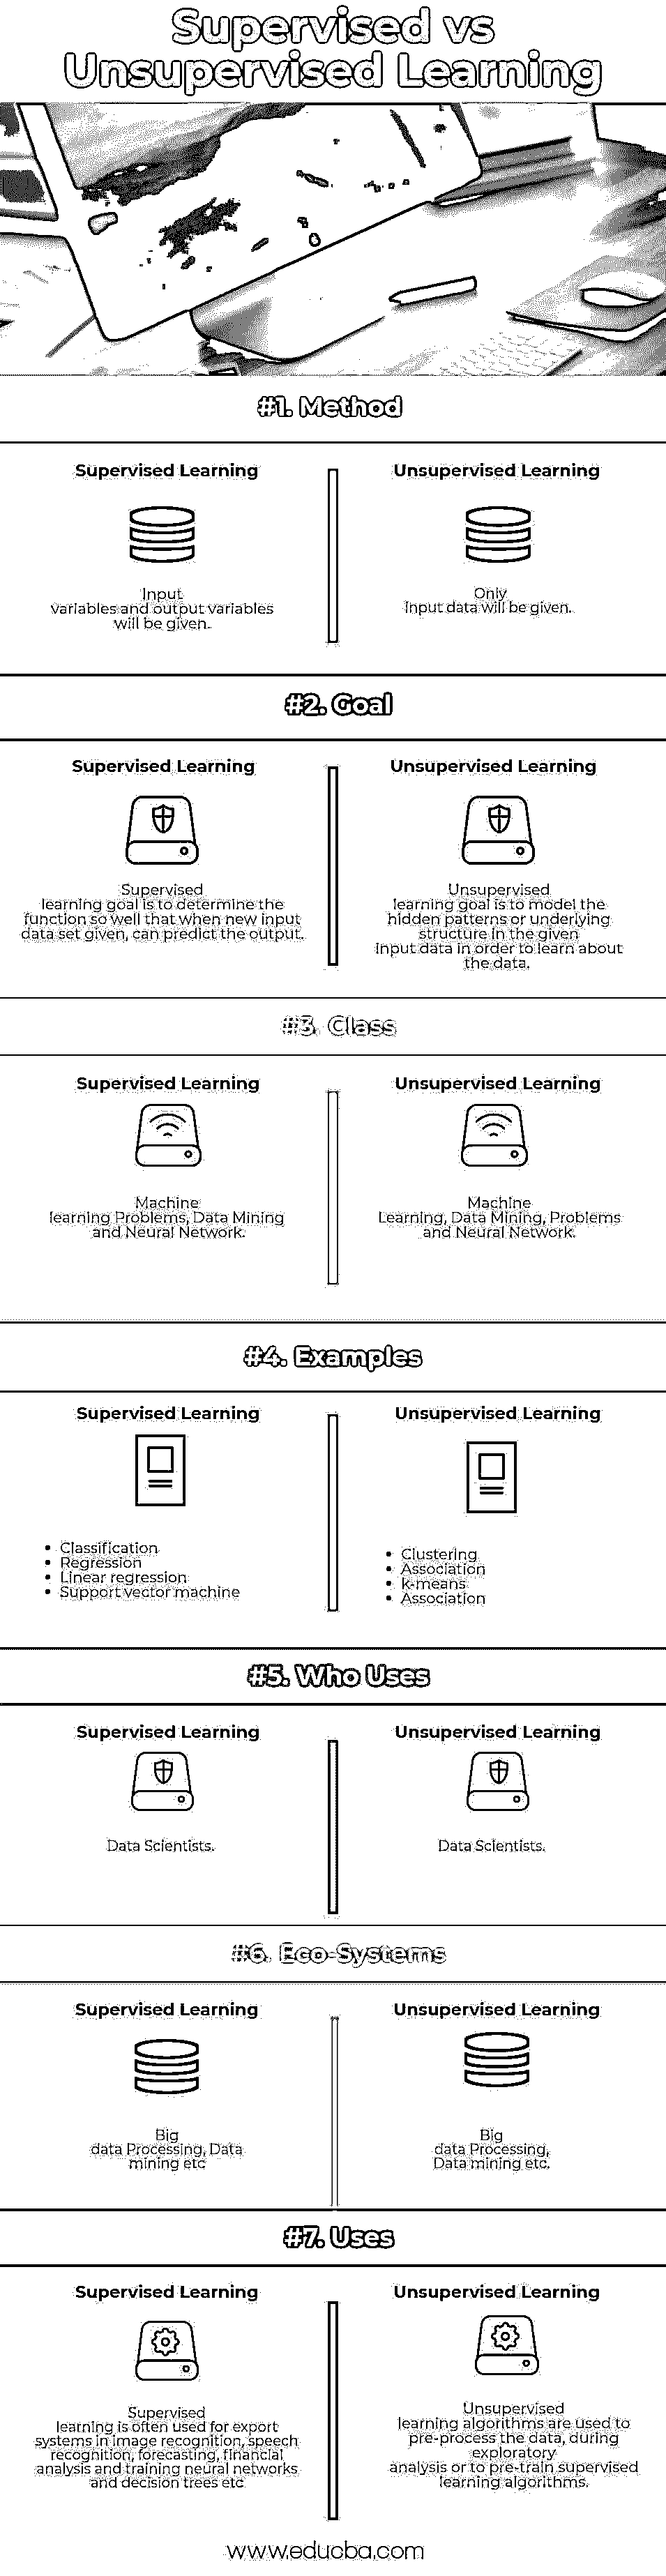 Supervised vs
Unsupervised Learning
#1. Method
Supervised Learning
Input
variables and output variables
will be given.
Unsupervised Learning
Only
Input data will be given.
#2. Goal
Supervised Learning
Supervised
learning goal is to determine the
function so well that when new input
data set given, can predict the output.
Unsupervised Learning
Unsupervised
learning goal is to model the
hidden patterns or underlying
structure in the given
input data in order to learn about
the data.
#3. Class
Supervised Learning
Machine
learning Problems, Data Mining
and Neural Network.
Unsupervised Learning
Machine
Learning, Data Mining, Problems
and Neural Network.
#4. Examples
Supervised Learning
• Classification
• Regression
• Linear regression
• Support vector machine
Unsupervised Learning
• Clustering
• Association
• k-means
• Association
#5. Who Uses
Supervised Learning
Data Scientists.
Unsupervised Learning
Data Scientists.
#6. Eco-Systems
Supervised Learning
Big
data Processing, Data
mining etc
Unsupervised Learning
Big
data Processing,
Data mining etc.
#7. Uses
Supervised Learning
Supervised
learning is often used for export
systems in image recognition, speech
recognition, forecasting, financial
analysis and training neural networks
and decision trees etc
Unsupervised Learning
Unsupervised
learning algorithms are used to
pre-process the data, during
exploratory
analysis or to pre-train supervised
learning algorithms.
www.educba.com